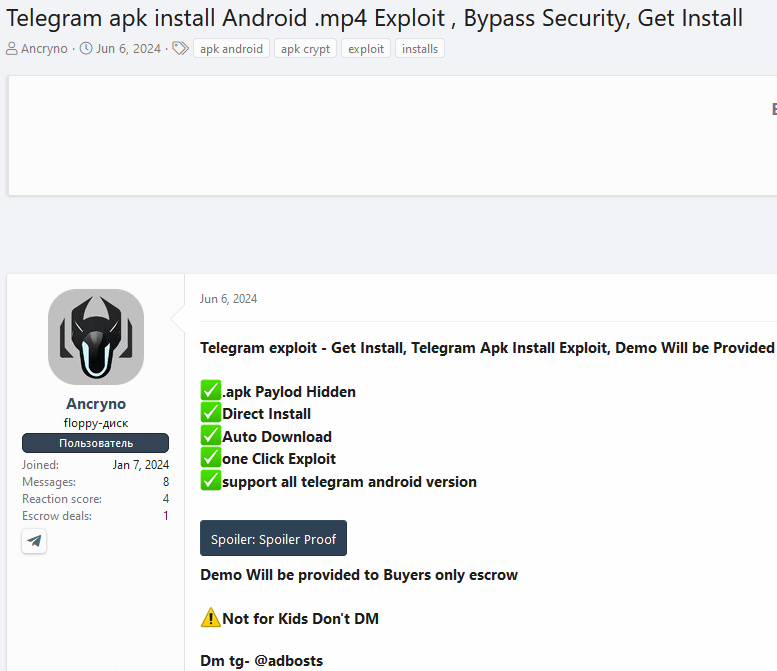 Telegram apk install Android .mp4 Exploit , Bypass Security, Get Install
Ancryno · Jun 6, 2024 · apk android apk crypt exploit installs
Jun 6, 2024
Telegram exploit - Get Install, Telegram Apk Install Exploit, Demo Will be Provided
✅.apk Paylod Hidden
✅Direct Install
✅Auto Download
✅one Click Exploit
✅support all telegram android version
Spoiler: Spoiler Proof
Demo Will be provided to Buyers only escrow
⚠️Not for Kids Don't DM
Dm tg- @adbosts
Ancryno
floppy-диск
Пользователь
Joined: Jan 7, 2024
Messages: 8
Reaction score: 4
Escrow deals: 1